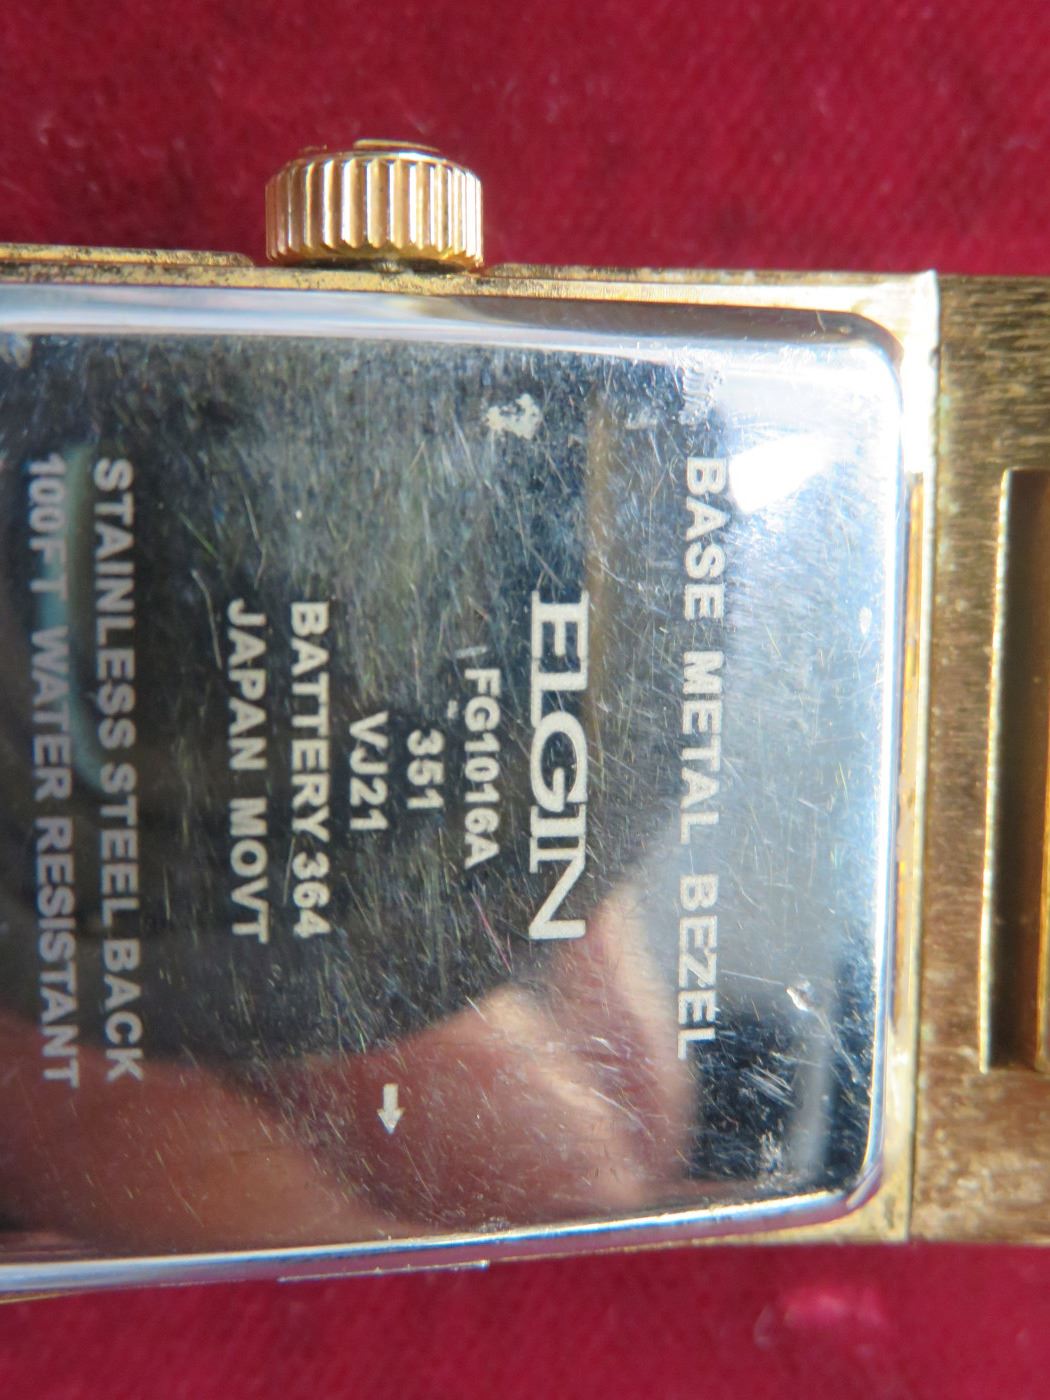 BASE METAL BEZEL
ELGIN
FG1016A
351
VJ21
BATTERY 364
JAPAN MOVT
STAINLESS STEEL BACK
100FT WATER RESISTANT